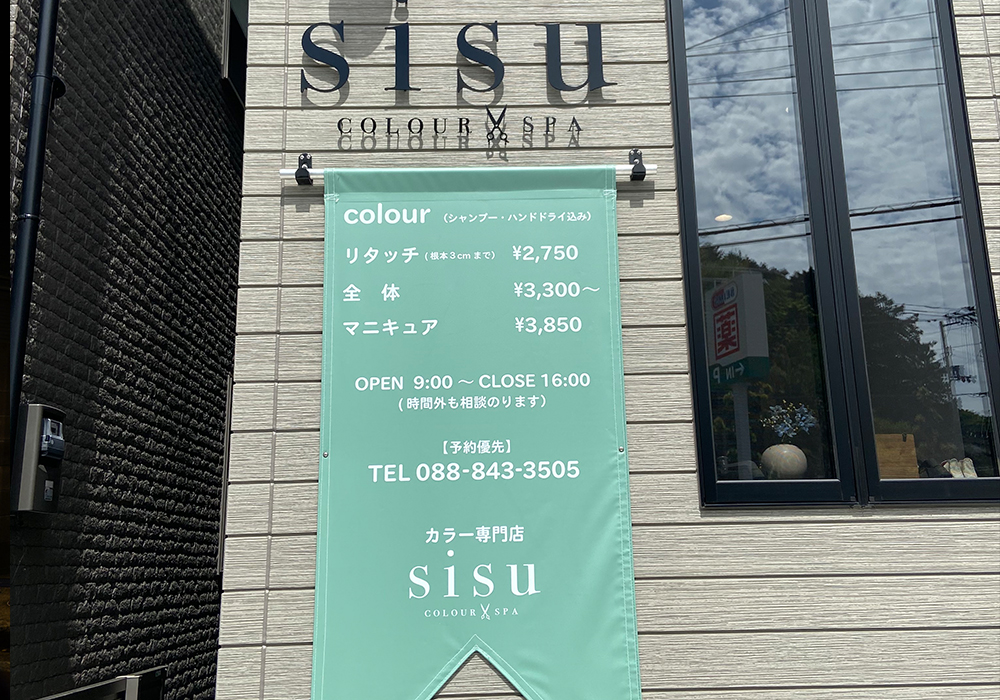 sisu
COLOUR SPA
colour (シャンプー・ハンドドライ込み)
リタッチ (根本3cmまで) ¥2,750
全 体 ¥3,300〜
マニキュア ¥3,850
OPEN 9:00 〜 CLOSE 16:00
(時間外も相談のります)
【予約優先】
TEL 088-843-3505
カラー専門店
sisu
COLOUR SPA
薬